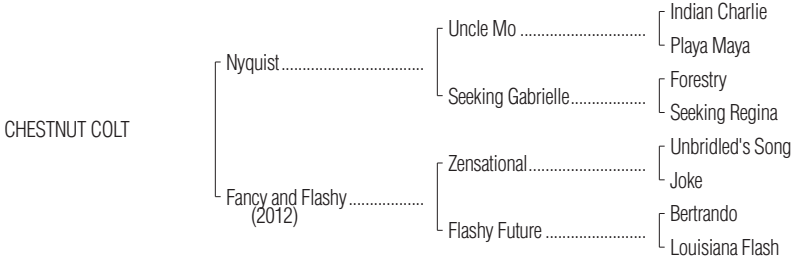 Indian Charlie
Uncle Mo ..............................
Playa Maya
Nyquist..................................
Forestry
Seeking Gabrielle..................
Seeking Regina
CHESTNUT COLT
Unbridled's Song
Zensational............................
Joke
Fancy and Flashy..................
(2012)
Bertrando
Flashy Future ........................
Louisiana Flash